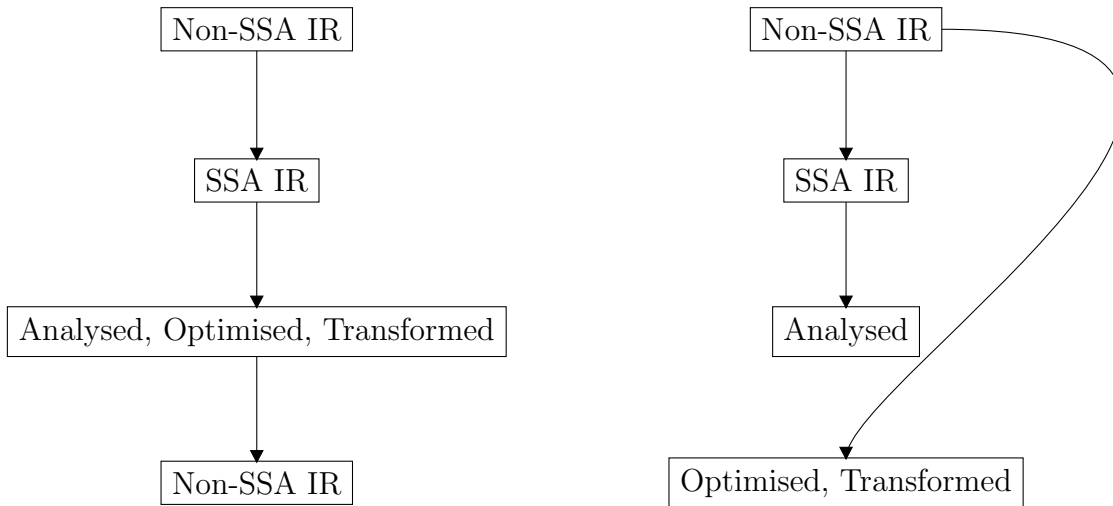 Non-SSA IR
SSA IR
Analysed, Optimised, Transformed
Non-SSA IR
Non-SSA IR
SSA IR
Analysed
Optimised, Transformed